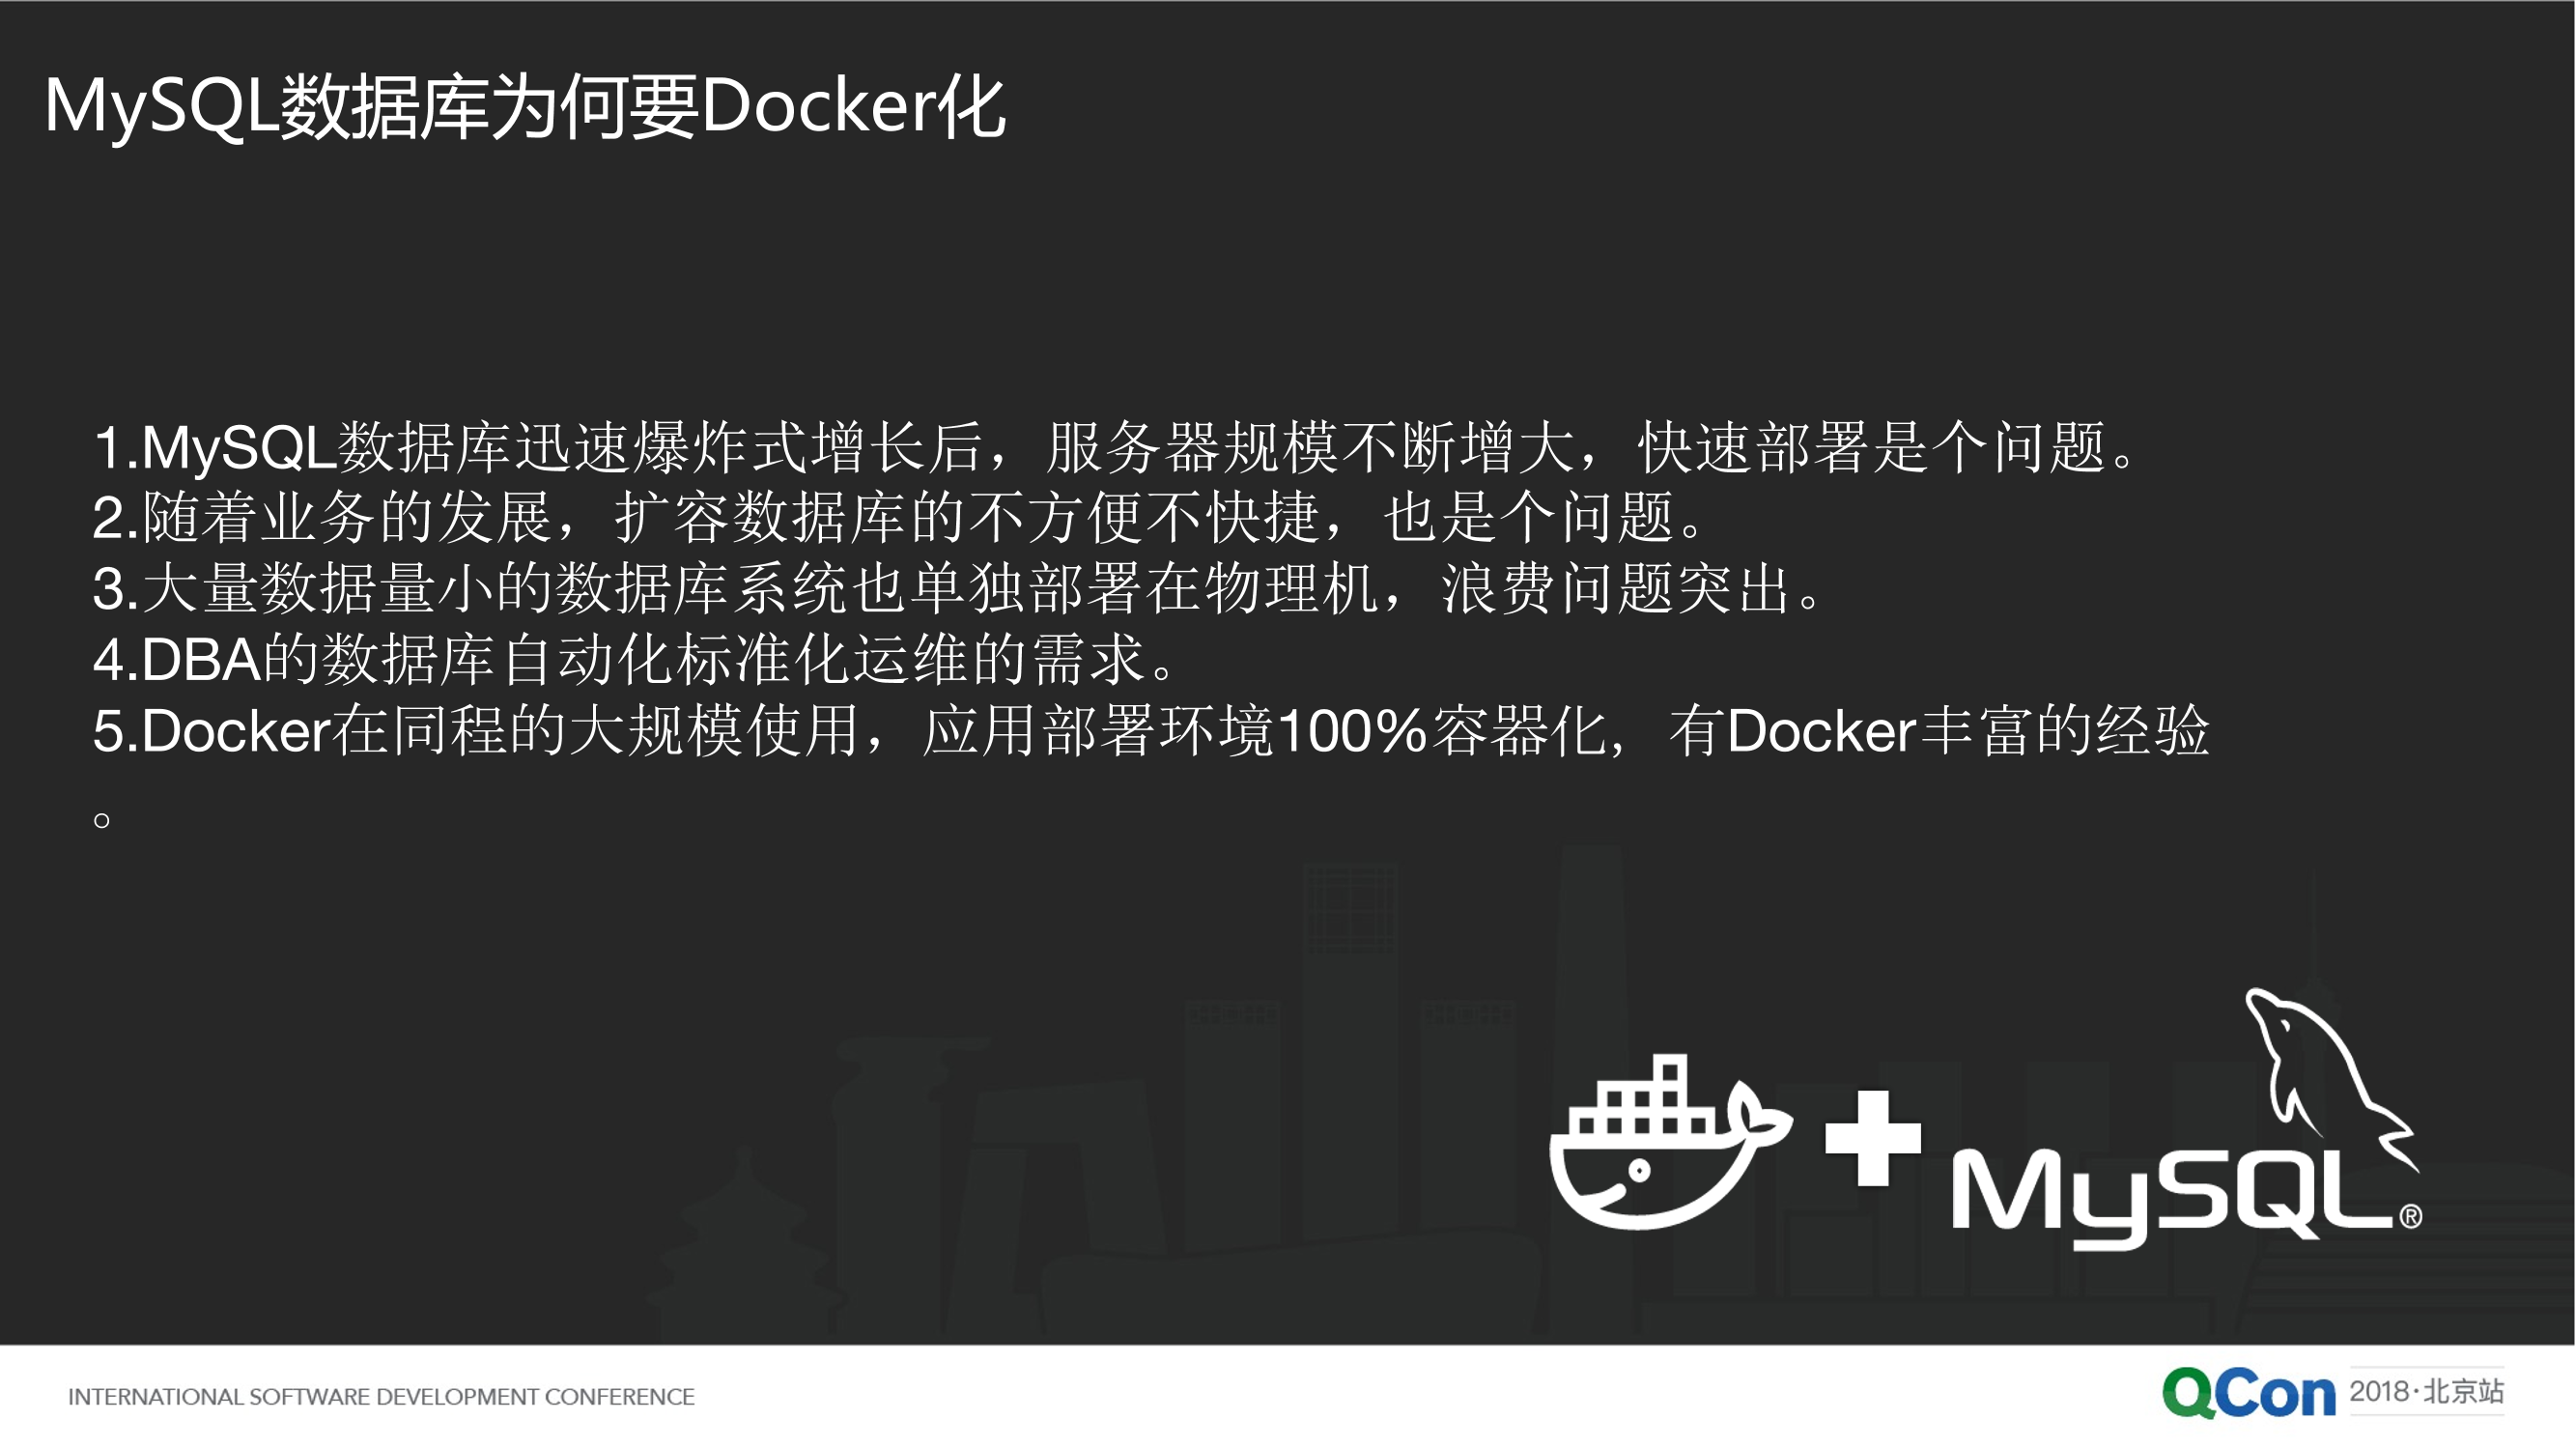 MySQL数据库为何要Docker化
1.MySQL数据库迅速爆炸式增长后，服务器规模不断增大，快速部署是个问题。
2.随着业务的发展，扩容数据库的不方便不快捷，也是个问题。
3.大量数据量小的数据库系统也单独部署在物理机，浪费问题突出。
4.DBA的数据库自动化标准化运维的需求。
5.Docker在同程的大规模使用，应用部署环境100%容器化，有Docker丰富的经验
。
MySQL®
INTERNATIONAL SOFTWARE DEVELOPMENT CONFERENCE
QCon 2018·北京站